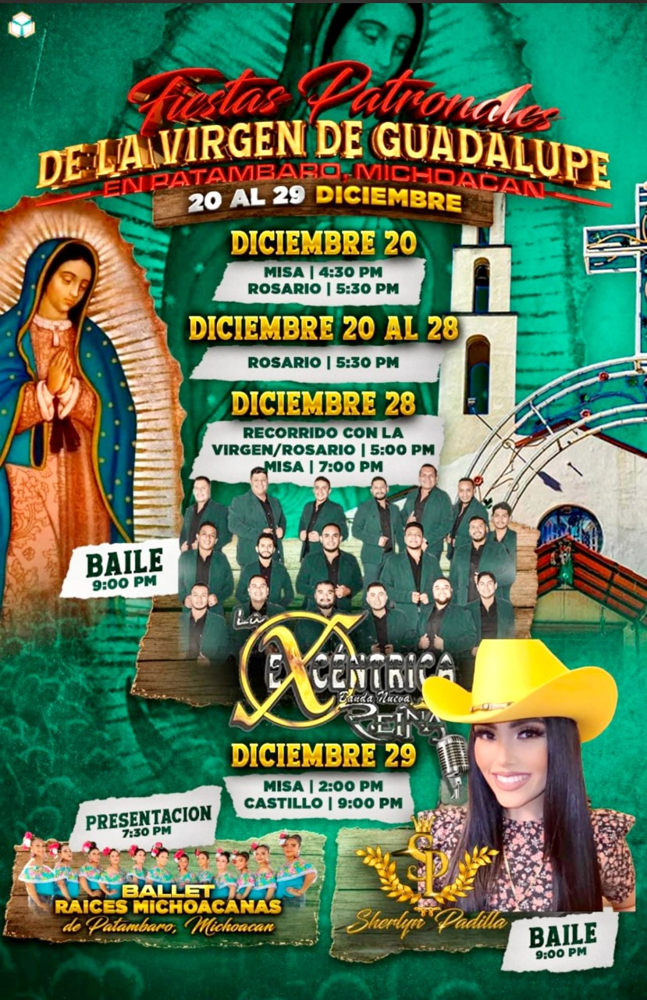 Fiestas Patronales
DE LA VIRGEN DE GUADALUPE
EN PATAMBARO, MICHOACAN
20 AL 29 DICIEMBRE
DICIEMBRE 20
MISA | 4:30 PM
ROSARIO | 5:30 PM
DICIEMBRE 20 AL 28
ROSARIO | 5:30 PM
DICIEMBRE 28
RECORRIDO CON LA
VIRGEN/ROSARIO | 5:00 PM
MISA | 7:00 PM
BAILE
9:00 PM
La
X
EXCÉNTRICA
Banda Nueva
REINA
DICIEMBRE 29
MISA | 2:00 PM
CASTILLO | 9:00 PM
PRESENTACION
7:30 PM
BALLET
RAICES MICHOACANAS
de Patambaro, Michoacan
SP
Sherlyn Padilla
BAILE
9:00 PM